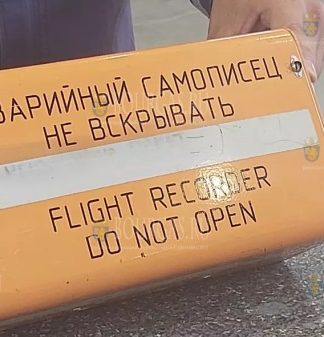 ВАРИЙНЫЙ САМОПИСЕЦ
НЕ ВСКРЫВАТЬ
FLIGHT RECORDER
DO NOT OPEN